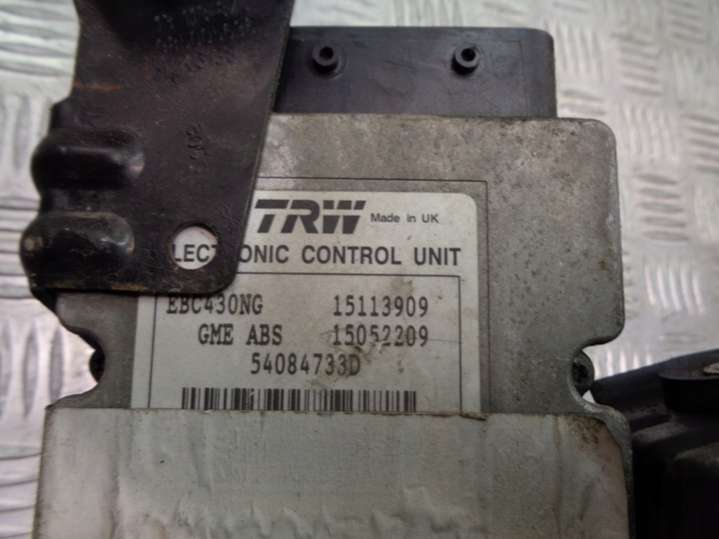 TRW Made in UK
LECTRONIC CONTROL UNIT
EBC430NG 15113909
GME ABS 15052209
54084733D